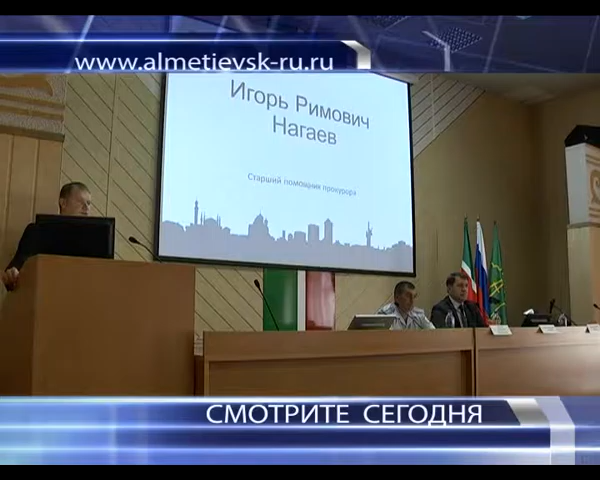 www.almetievsk-ru.ru
Игорь Римович
Нагаев
Старший помощник прокурора
СМОТРИТЕ СЕГОДНЯ